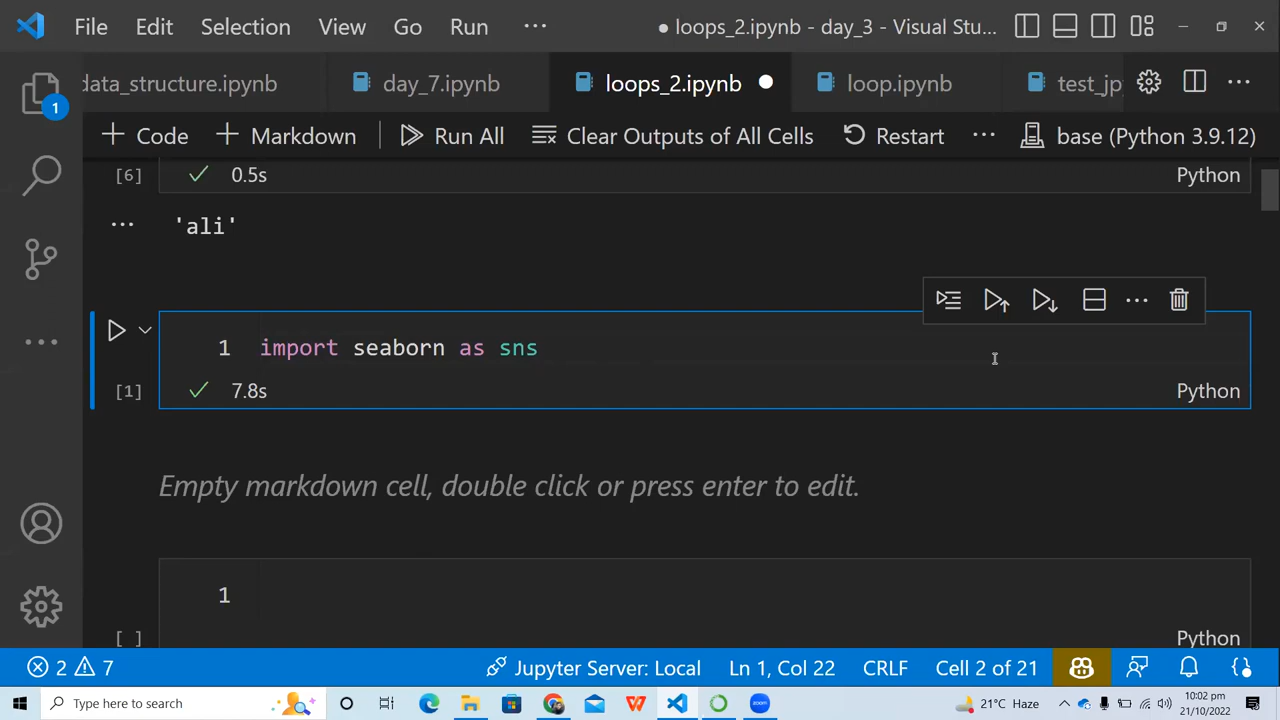 File Edit Selection View Go Run ··· ● loops_2.ipynb - day_3 - Visual Stu...
data_structure.ipynb day_7.ipynb loops_2.ipynb loop.ipynb test_jp
Code Markdown Run All Clear Outputs of All Cells Restart ··· base (Python 3.9.12)
[6] 0.5s Python
··· 'ali'
1 import seaborn as sns
[1] 7.8s Python
Empty markdown cell, double click or press enter to edit.
1
[ ] Python
1
2 7 Jupyter Server: Local Ln 1, Col 22 CRLF Cell 2 of 21
Type here to search zoom 21°C Haze 10:02 pm
21/10/2022